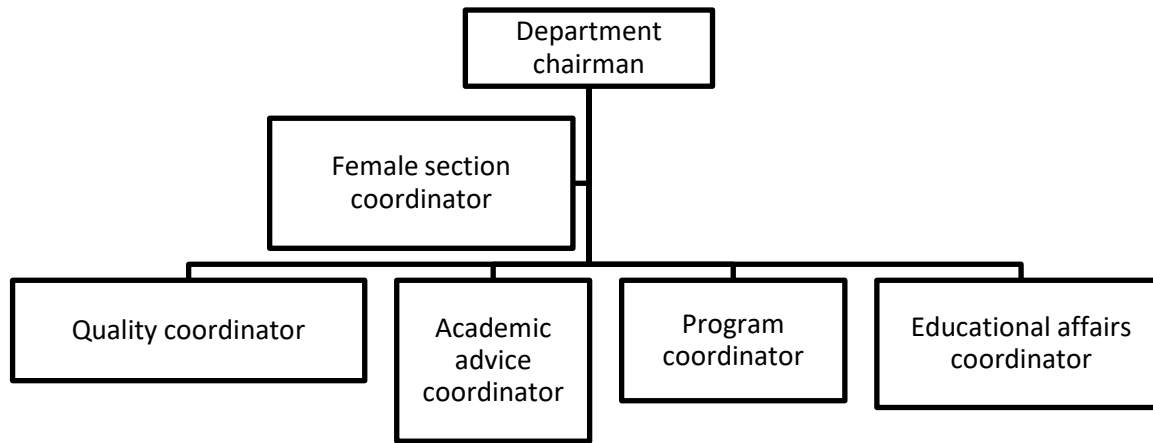 Department
chairman
Female section
coordinator
Quality coordinator
Academic
advice
coordinator
Program
coordinator
Educational affairs
coordinator